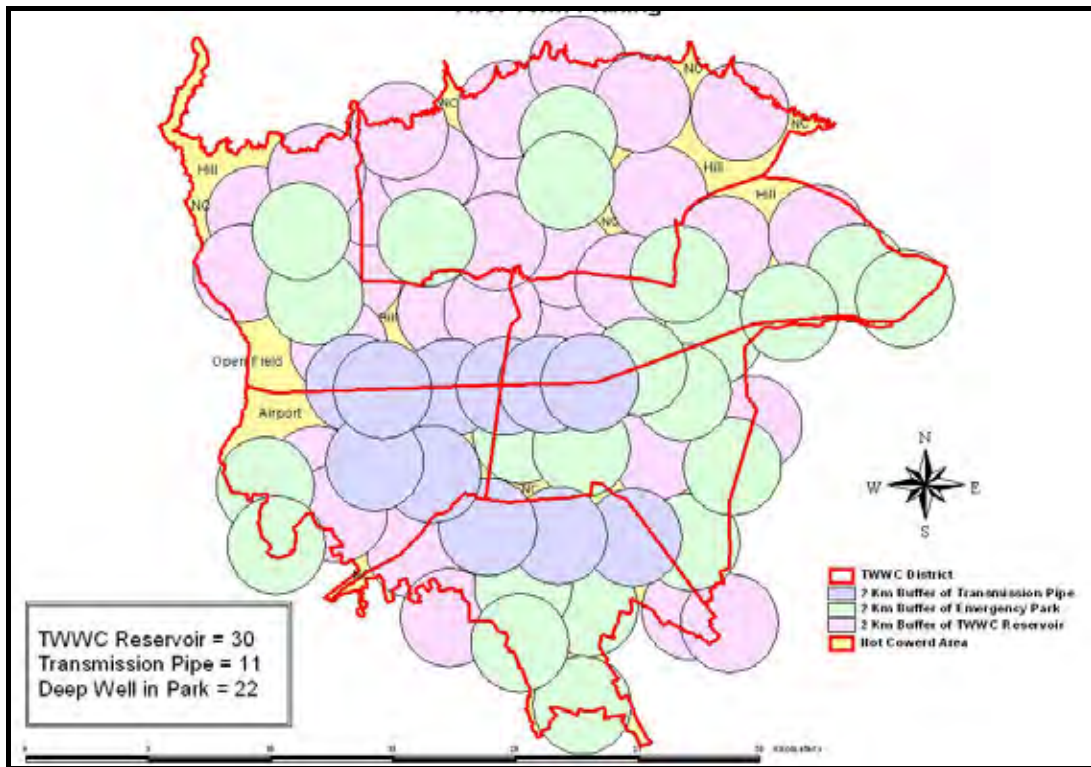 NC
NC
NC
Hill
Hill
Hill
NC
NC
Hill
Open Field
Airport
NC
N
W E
S
TWWC District
2 Km Buffer of Transmission Pipe
2 Km Buffer of Emergency Park
2 Km Buffer of TWWC Reservoir
Not Coverd Area
TWWC Reservoir = 30
Transmission Pipe = 11
Deep Well in Park = 22